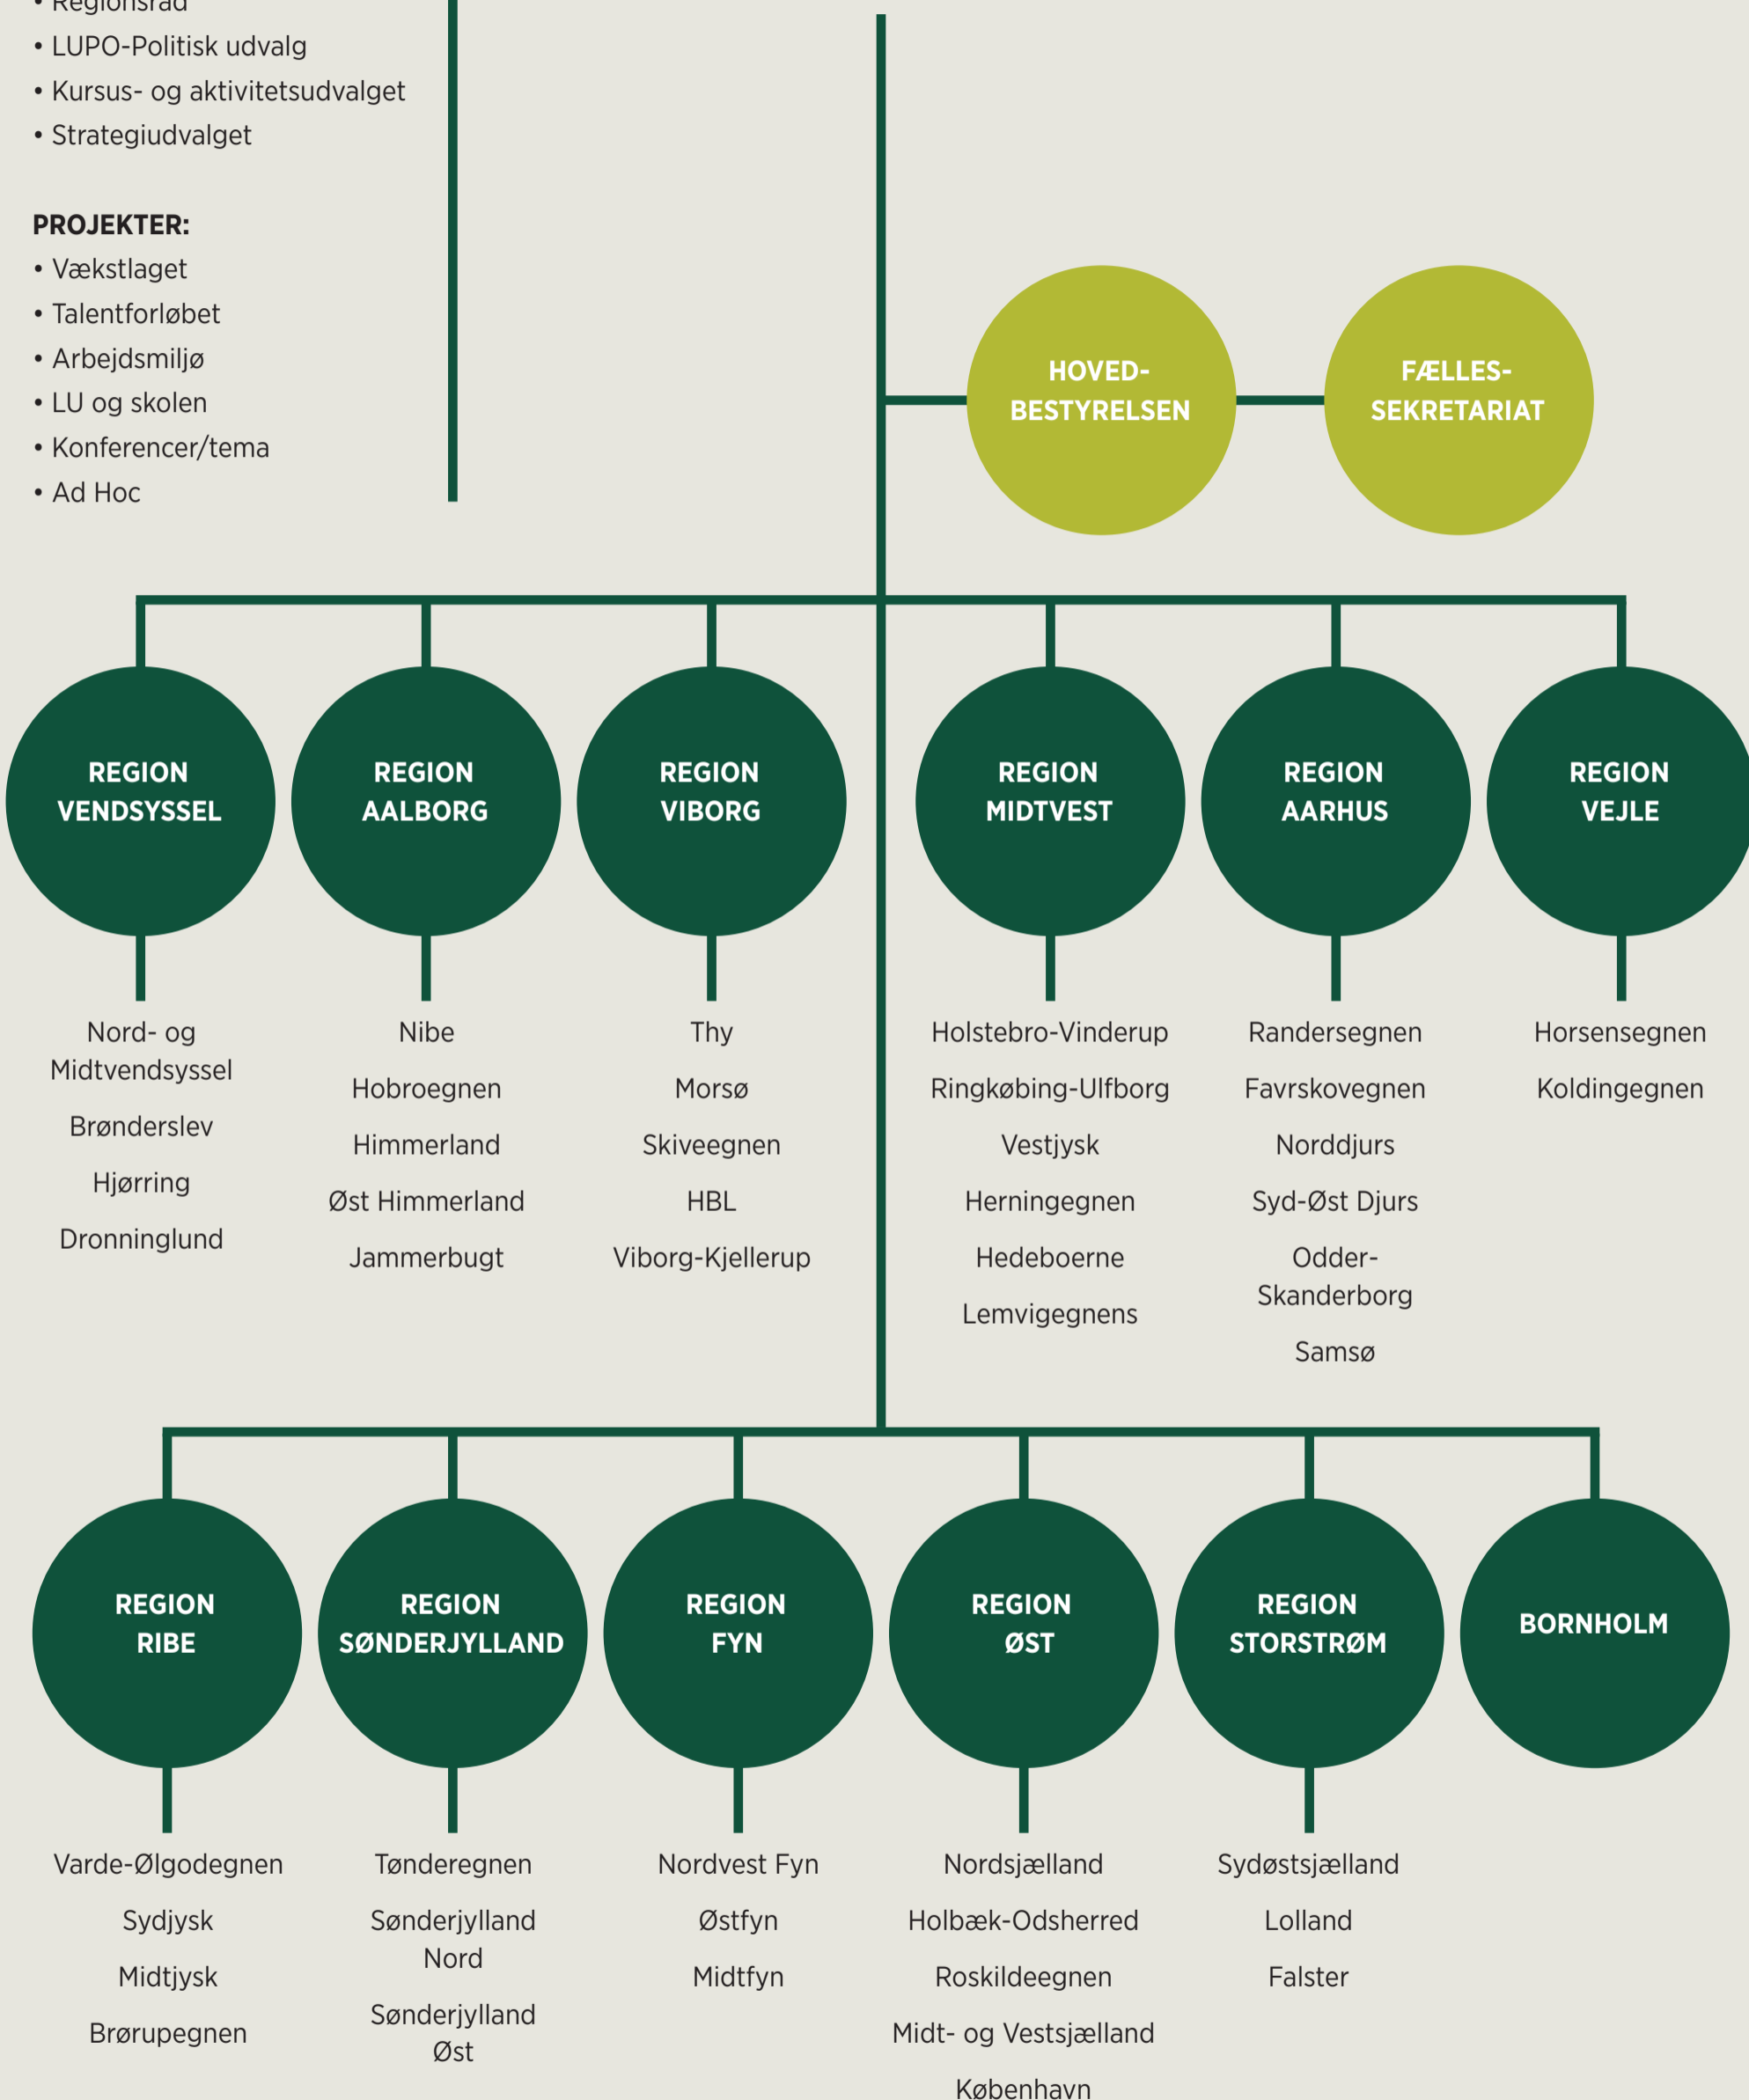 • Regionsråd
• LUPO-Politisk udvalg
• Kursus- og aktivitetsudvalget
• Strategiudvalget
PROJEKTER:
• Vækstlaget
• Talentforløbet
• Arbejdsmiljø
• LU og skolen
• Konferencer/tema
• Ad Hoc
HOVED-
BESTYRELSEN
FÆLLES-
SEKRETARIAT
REGION
VENDSYSSEL
REGION
AALBORG
REGION
VIBORG
REGION
MIDTVEST
REGION
AARHUS
REGION
VEJLE
Nord- og
Midtvendsyssel
Brønderslev
Hjørring
Dronninglund
Nibe
Hobroegnen
Himmerland
Øst Himmerland
Jammerbugt
Thy
Morsø
Skiveegnen
HBL
Viborg-Kjellerup
Holstebro-Vinderup
Ringkøbing-Ulfborg
Vestjysk
Herningegnen
Hedeboerne
Lemvigegnens
Randersegnen
Favrskovegnen
Norddjurs
Syd-Øst Djurs
Odder-
Skanderborg
Samsø
Horsensegnen
Koldingegnen
REGION
RIBE
REGION
SØNDERJYLLAND
REGION
FYN
REGION
ØST
REGION
STORSTRØM
BORNHOLM
Varde-Ølgodegnen
Sydjysk
Midtjysk
Brørupegnen
Tønderegnen
Sønderjylland
Nord
Sønderjylland
Øst
Nordvest Fyn
Østfyn
Midtfyn
Nordsjælland
Holbæk-Odsherred
Roskildeegnen
Midt- og Vestsjælland
København
Sydøstsjælland
Lolland
Falster